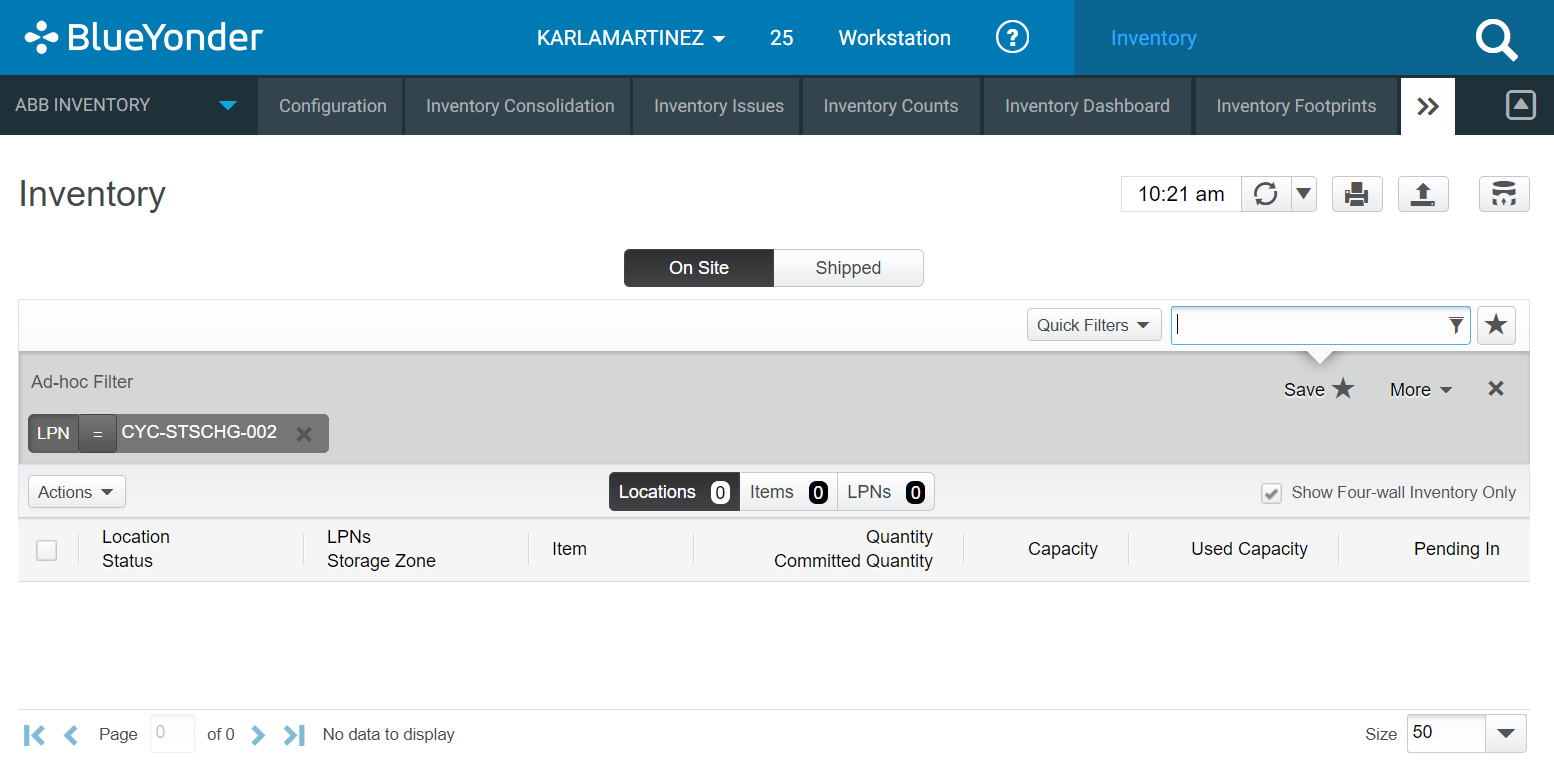 BlueYonder KARLAMARTINEZ 25 Workstation ? Inventory
ABB INVENTORY Configuration Inventory Consolidation Inventory Issues Inventory Counts Inventory Dashboard Inventory Footprints
Inventory 10:21 am
On Site Shipped
Quick Filters
Ad-hoc Filter Save More
LPN = CYC-STSCHG-002
Actions Locations 0 Items 0 LPNs 0 Show Four-wall Inventory Only
Location LPNs Quantity
Item Capacity Used Capacity Pending In
Status Storage Zone Committed Quantity
Page 0 of 0 No data to display Size 50